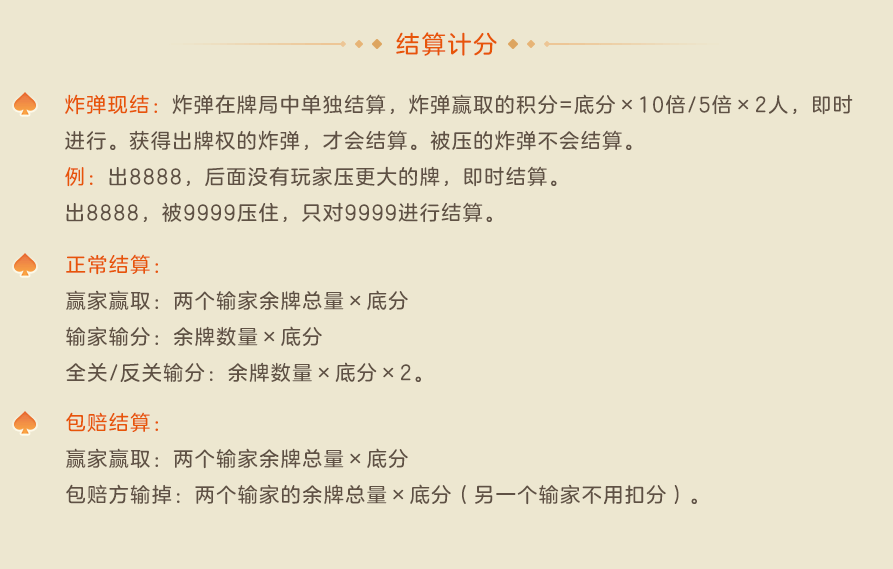 结算计分
炸弹现结：炸弹在牌局中单独结算，炸弹赢取的积分=底分×10倍/5倍×2人，即时
进行。获得出牌权的炸弹，才会结算。被压的炸弹不会结算。
例：出8888，后面没有玩家压更大的牌，即时结算。
出8888，被9999压住，只对9999进行结算。
正常结算：
赢家赢取：两个输家余牌总量×底分
输家输分：余牌数量×底分
全关/反关输分：余牌数量×底分×2。
包赔结算：
赢家赢取：两个输家余牌总量×底分
包赔方输掉：两个输家的余牌总量×底分（另一个输家不用扣分）。